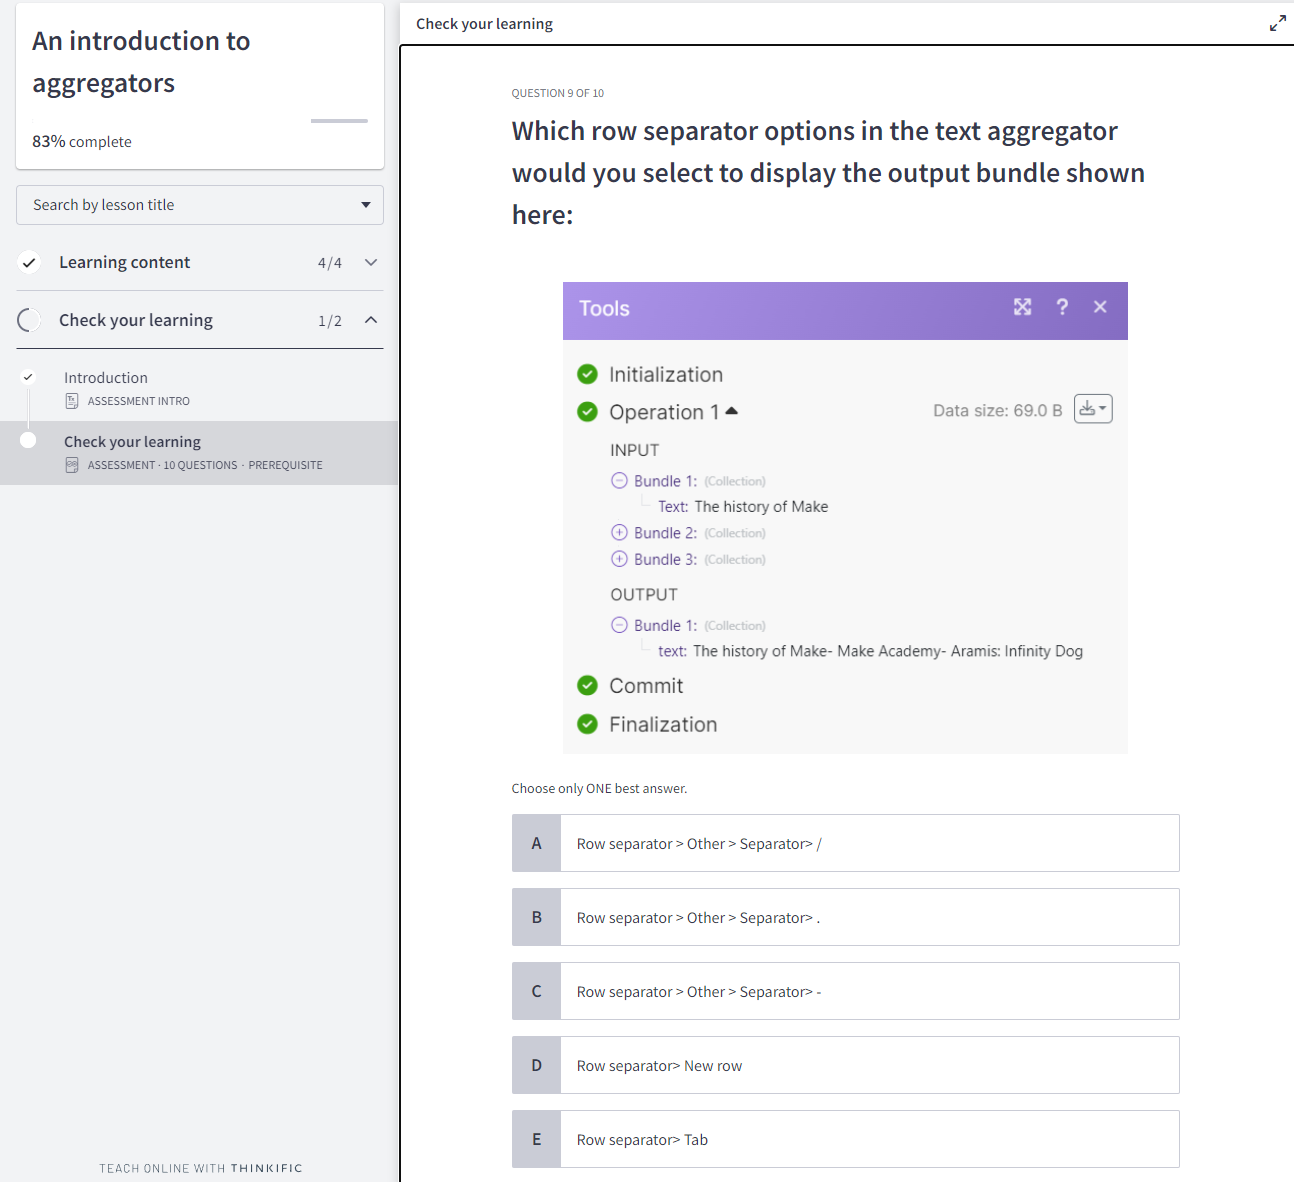 An introduction to
aggregators
83% complete
Search by lesson title
Learning content 4/4
Check your learning 1/2
Introduction
ASSESSMENT INTRO
Check your learning
ASSESSMENT · 10 QUESTIONS · PREREQUISITE
TEACH ONLINE WITH THINKIFIC
Check your learning
QUESTION 9 OF 10
Which row separator options in the text aggregator
would you select to display the output bundle shown
here:
Tools
Initialization
Operation 1 Data size: 69.0 B
INPUT
Bundle 1: (Collection)
Text: The history of Make
Bundle 2: (Collection)
Bundle 3: (Collection)
OUTPUT
Bundle 1: (Collection)
text: The history of Make- Make Academy- Aramis: Infinity Dog
Commit
Finalization
Choose only ONE best answer.
A Row separator > Other > Separator> /
B Row separator > Other > Separator> .
C Row separator > Other > Separator> -
D Row separator> New row
E Row separator> Tab